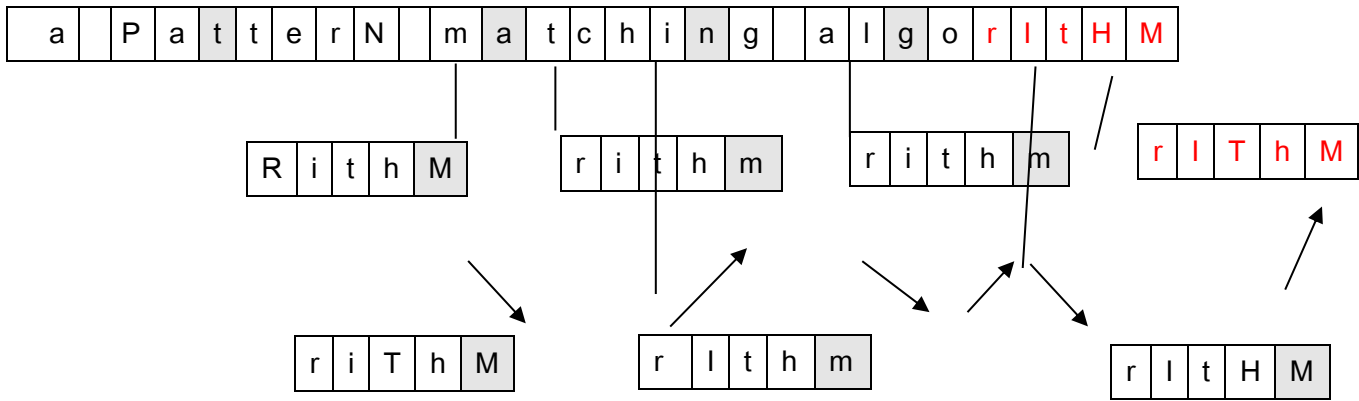 a PatterN matching algorItHM
RithM
rithm
rithm
rIThM
riThM
rIthm
rItHM